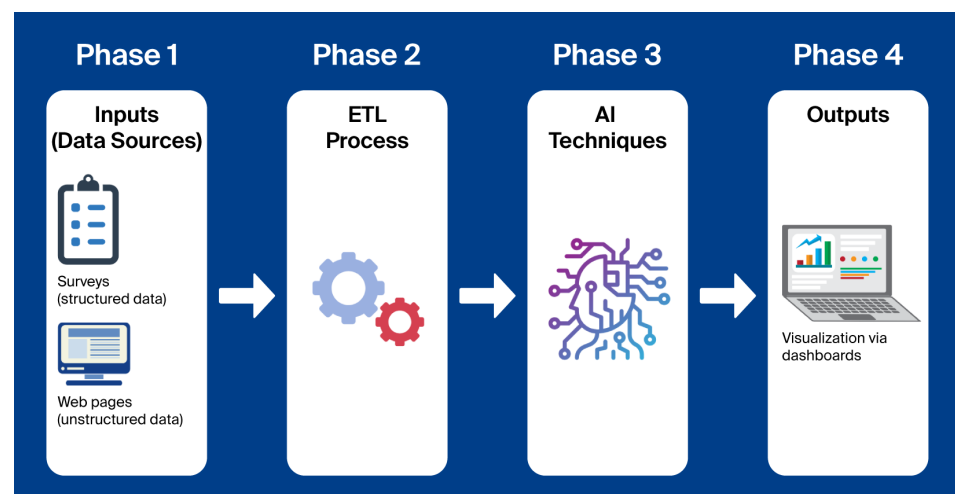 Phase 1
Phase 2
Phase 3
Phase 4
Inputs
(Data Sources)
Surveys
(structured data)
Web pages
(unstructured data)
ETL
Process
AI
Techniques
Outputs
Visualization via
dashboards